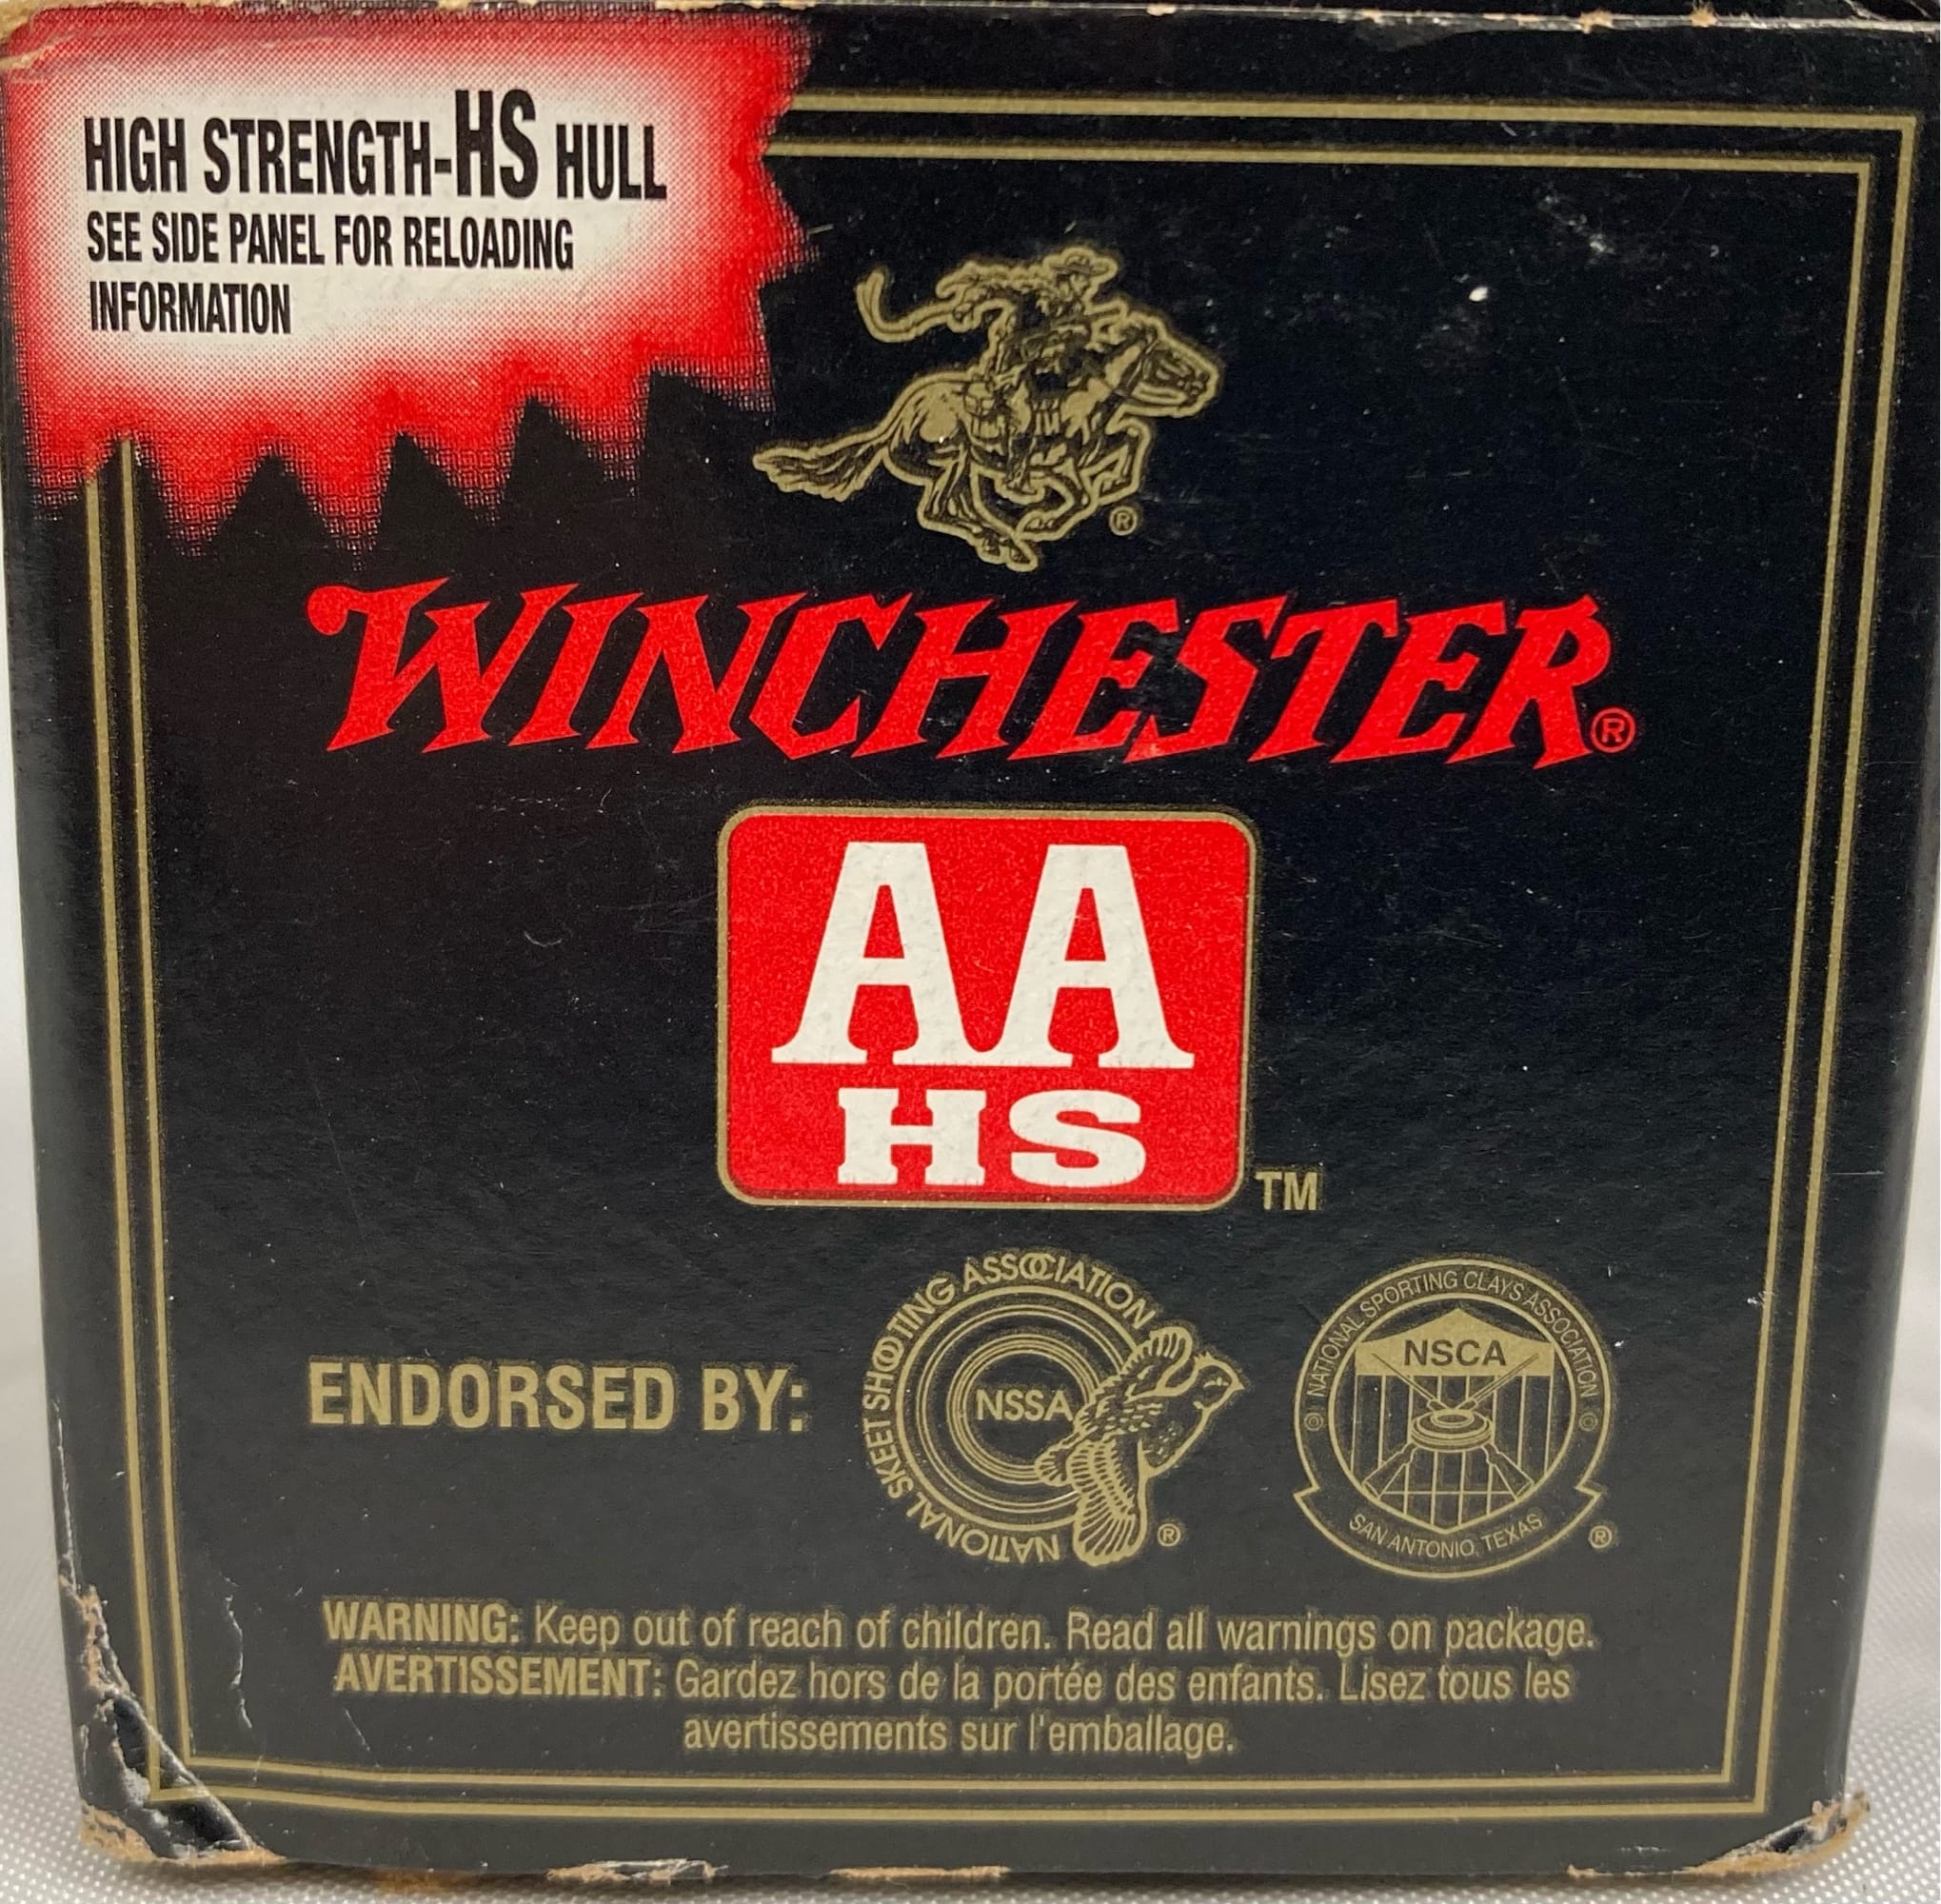 HIGH STRENGTH-HS HULL
SEE SIDE PANEL FOR RELOADING
INFORMATION
®
WINCHESTER®
AA
HS
TM
ENDORSED BY:
NATIONAL SKEET SHOOTING ASSOCIATION
NSSA
®
NATIONAL SPORTING CLAYS ASSOCIATION
NSCA
SAN ANTONIO, TEXAS
®
WARNING: Keep out of reach of children. Read all warnings on package.
AVERTISSEMENT: Gardez hors de la portée des enfants. Lisez tous les
avertissements sur l'emballage.